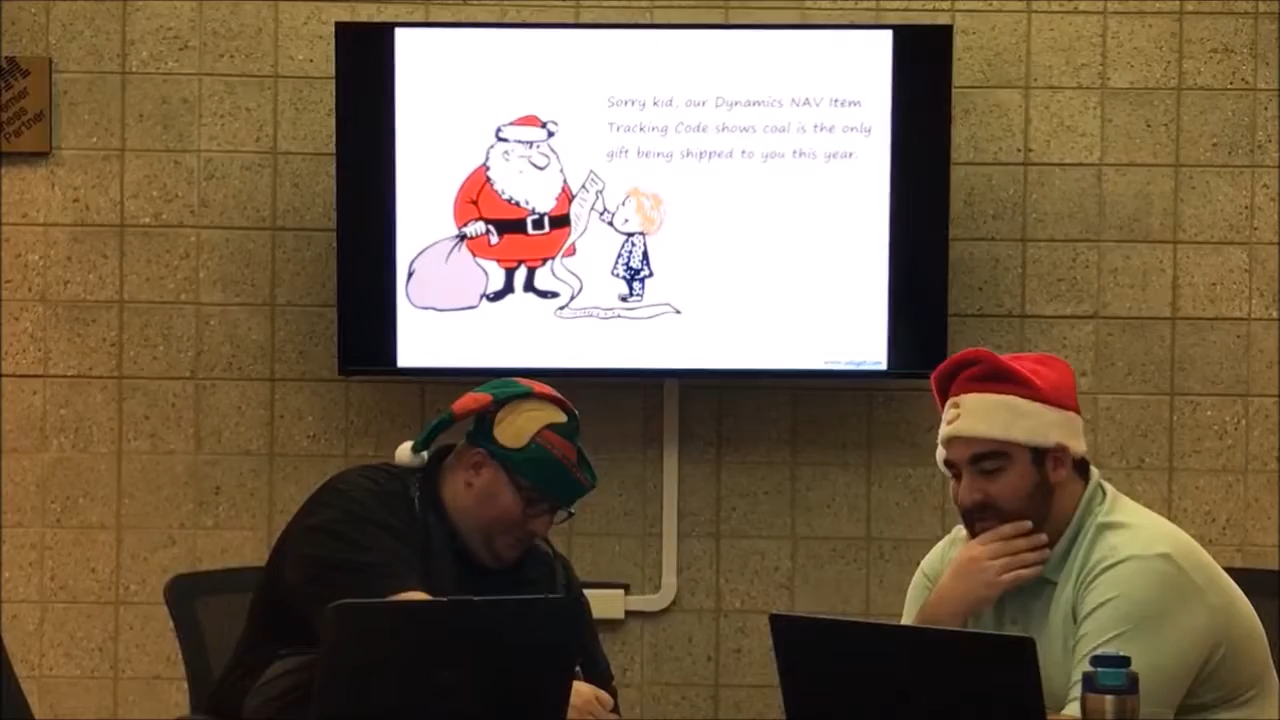 Sorry kid, our Dynamics NAV Item
Tracking Code shows coal is the only
gift being shipped to you this year.
Partner